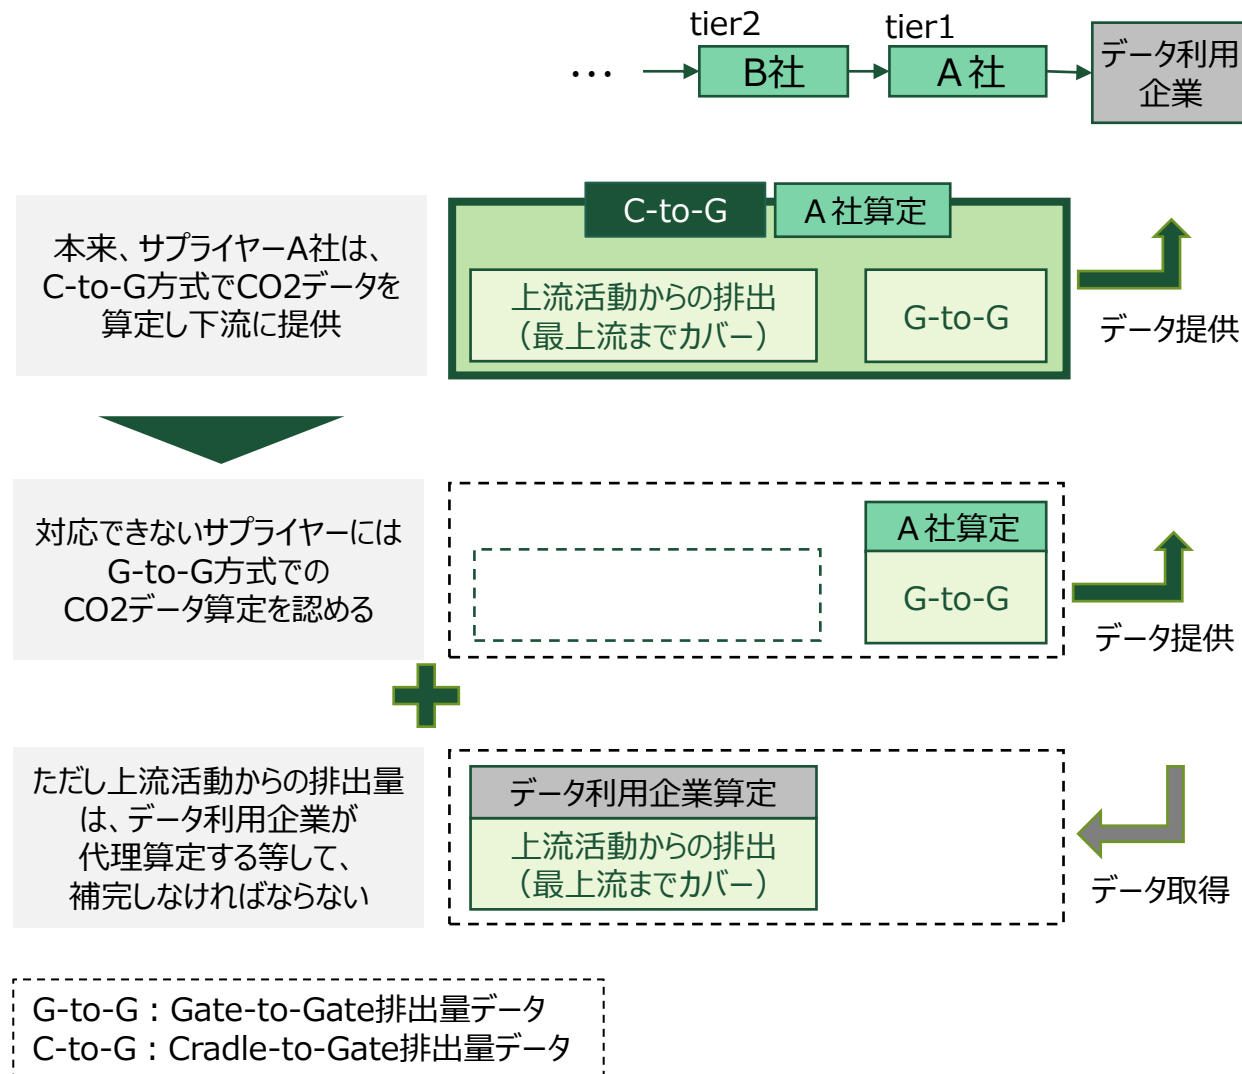 tier2
tier1
…
B社
A社
データ利用
企業
本来、サプライヤーA社は、
C-to-G方式でCO2データを
算定し下流に提供
C-to-G
A社算定
上流活動からの排出
（最上流までカバー）
G-to-G
データ提供
対応できないサプライヤーには
G-to-G方式での
CO2データ算定を認める
A社算定
G-to-G
データ提供
ただし上流活動からの排出量
は、データ利用企業が
代理算定する等して、
補完しなければならない
データ利用企業算定
上流活動からの排出
（最上流までカバー）
データ取得
G-to-G：Gate-to-Gate排出量データ
C-to-G：Cradle-to-Gate排出量データ